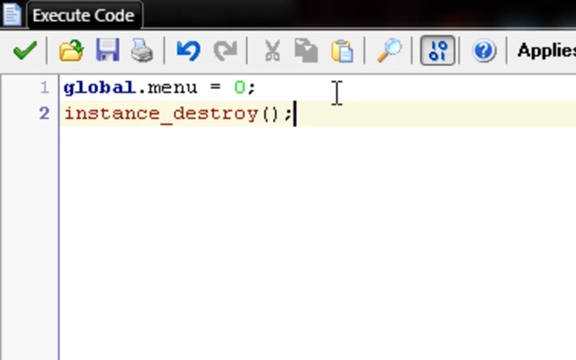 Execute Code
Applies
1 global.menu = 0;
2 instance_destroy();